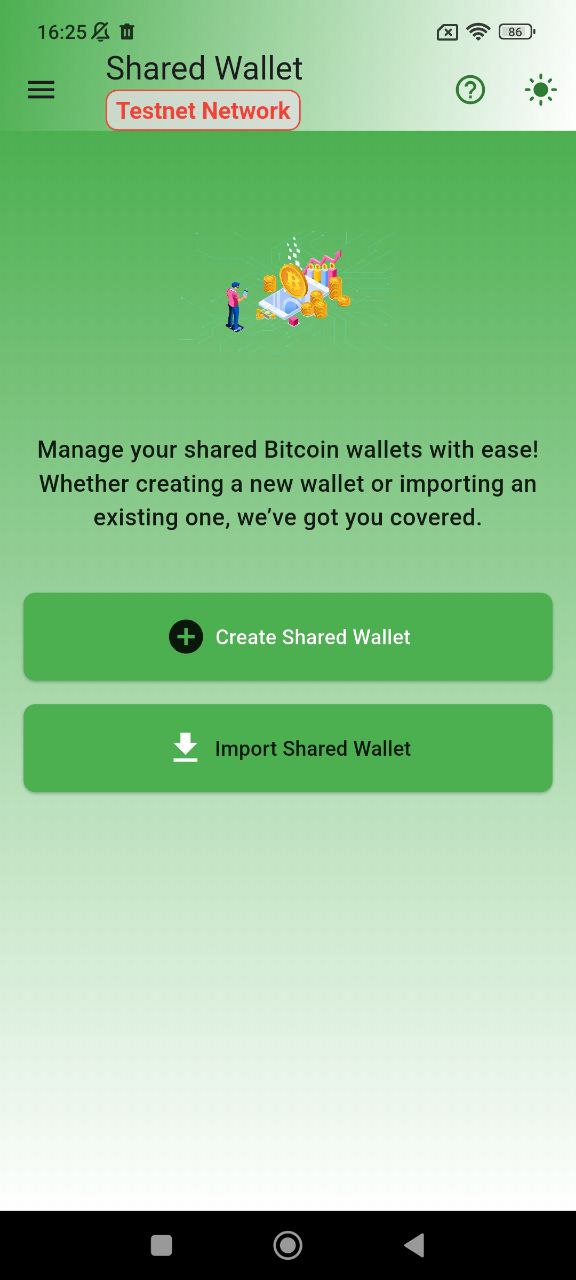 16:25
86
Shared Wallet
Testnet Network
Manage your shared Bitcoin wallets with ease!
Whether creating a new wallet or importing an
existing one, we’ve got you covered.
Create Shared Wallet
Import Shared Wallet